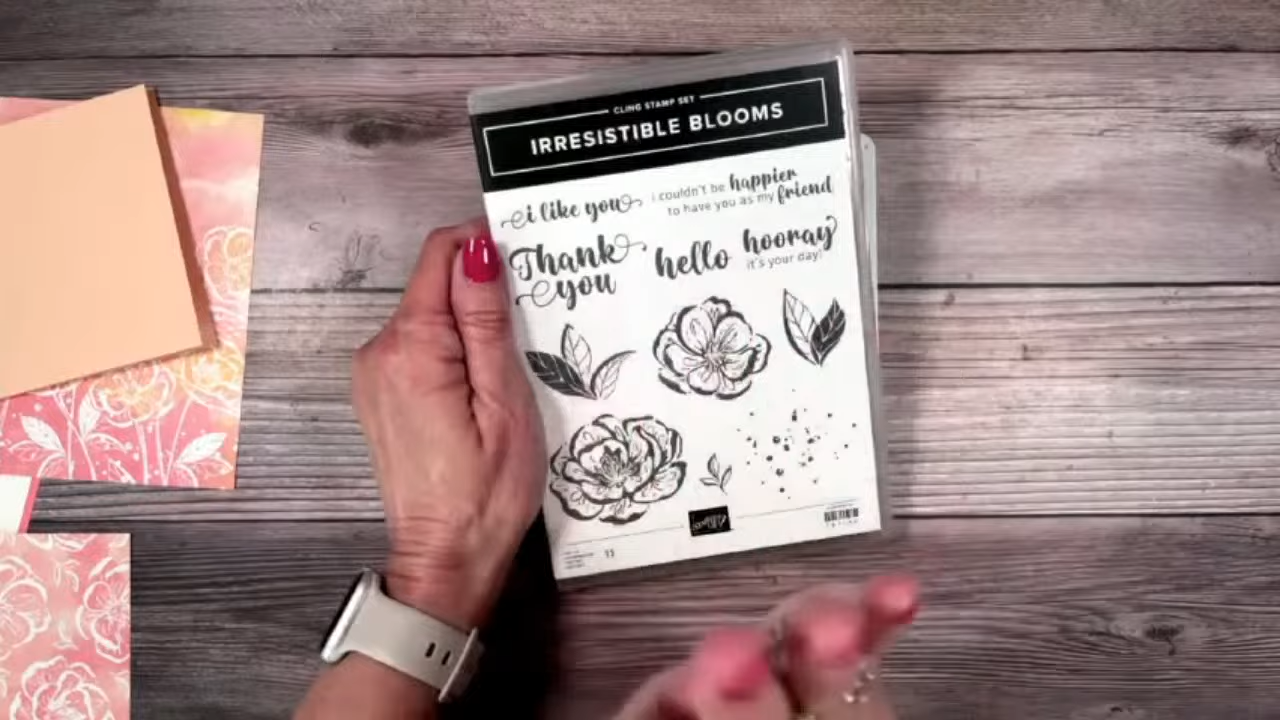 CLING STAMP SET
IRRESISTIBLE BLOOMS
i like you
i couldn't be happier
to have you as my friend
Thank
you
hello
hooray
it's your day!
11